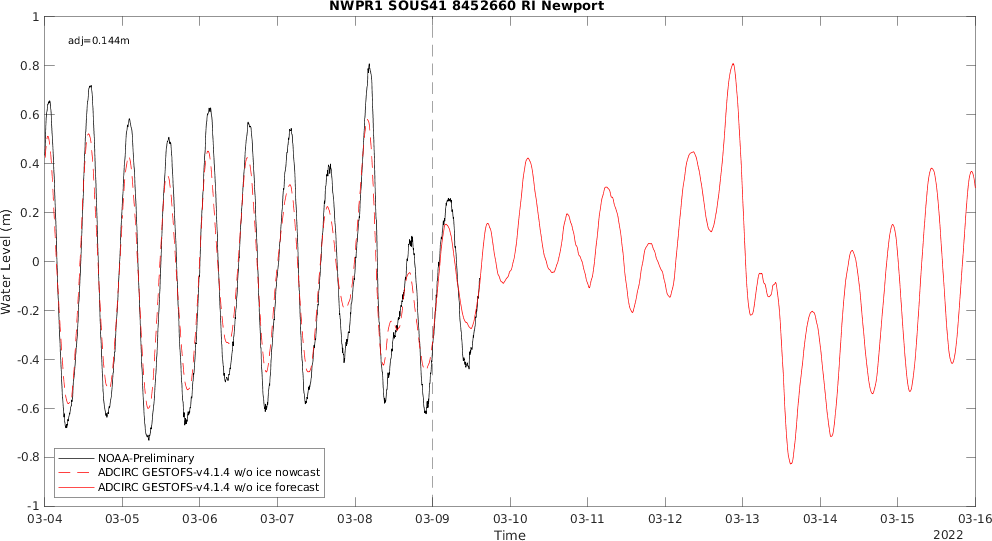 NWPR1 SOUS41 8452660 RI Newport
adj=0.144m
Water Level (m)
1
0.8
0.6
0.4
0.2
0
-0.2
-0.4
-0.6
-0.8
-1
NOAA-Preliminary
ADCIRC GESTOFS-v4.1.4 w/o ice nowcast
ADCIRC GESTOFS-v4.1.4 w/o ice forecast
03-04 03-05 03-06 03-07 03-08 03-09 03-10 03-11 03-12 03-13 03-14 03-15 03-16
Time
2022